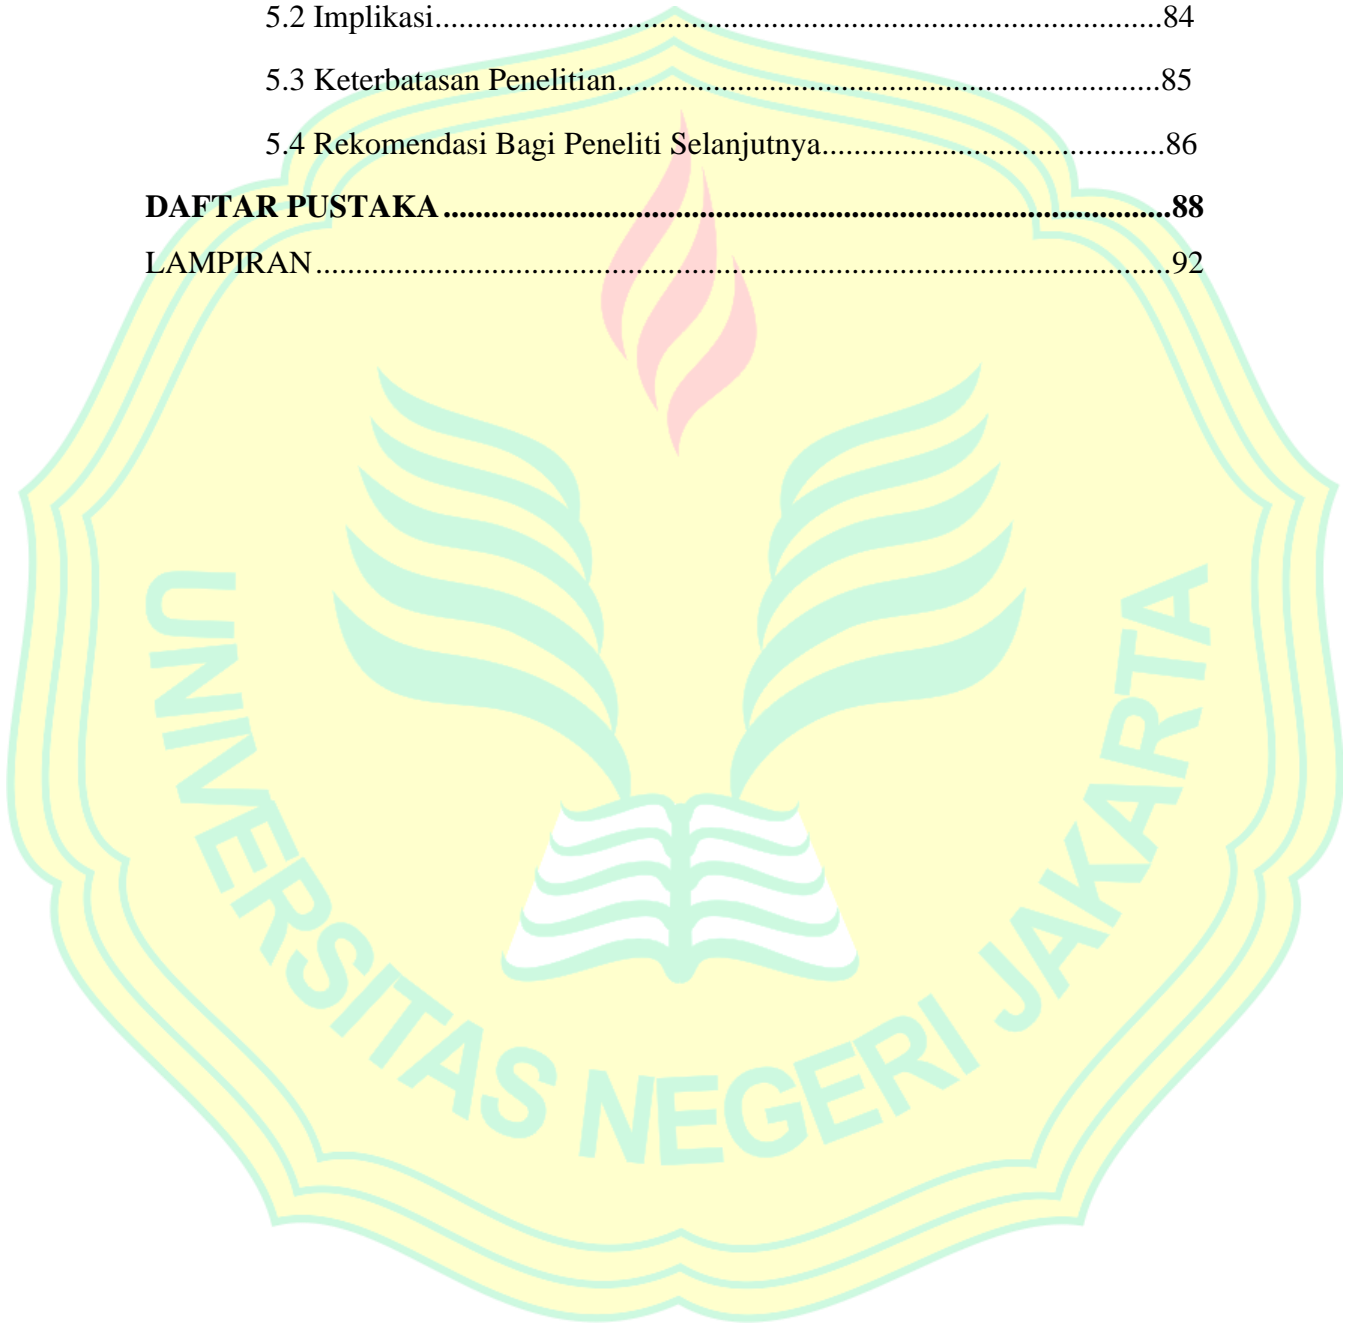 5.2 Implikasi...........................................................................................84
5.3 Keterbatasan Penelitian....................................................................85
5.4 Rekomendasi Bagi Peneliti Selanjutnya...........................................86
DAFTAR PUSTAKA............................................................................................88
LAMPIRAN...........................................................................................................92
UNIVERSITAS NEGERI JAKARTA